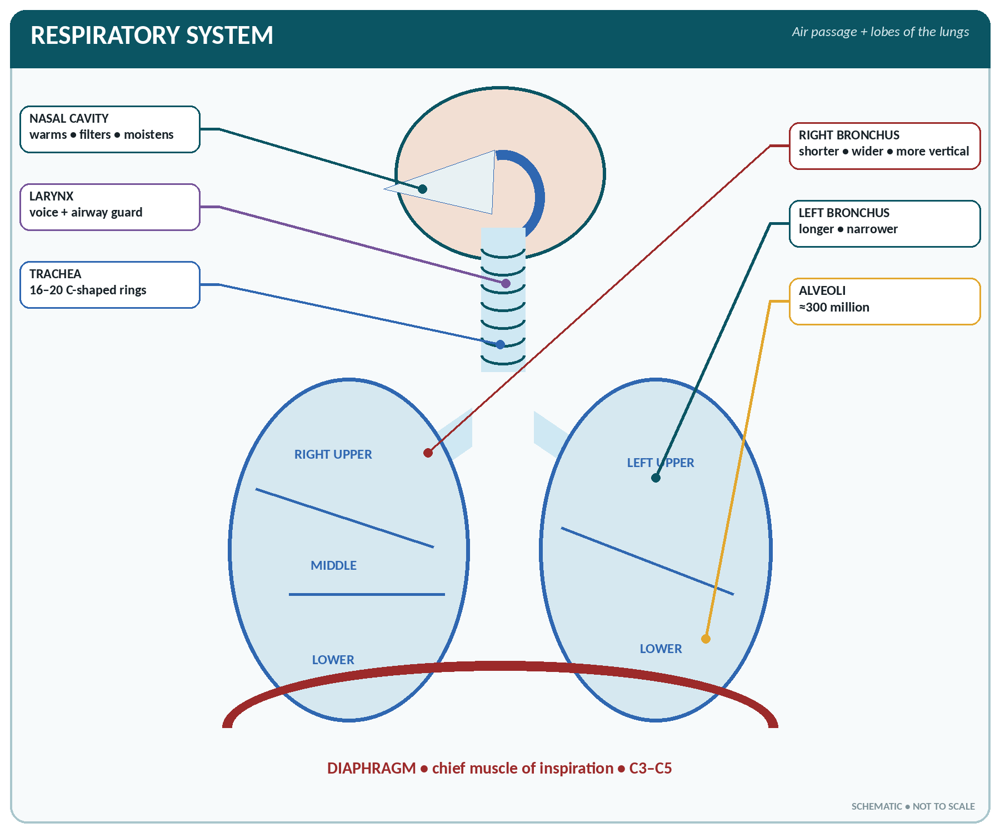 RESPIRATORY SYSTEM
Air passage + lobes of the lungs
NASAL CAVITY
warms ● filters ● moistens
LARYNX
voice + airway guard
TRACHEA
16–20 C-shaped rings
RIGHT BRONCHUS
shorter ● wider ● more vertical
LEFT BRONCHUS
longer ● narrower
ALVEOLI
≈300 million
RIGHT UPPER
MIDDLE
LOWER
LEFT UPPER
LOWER
DIAPHRAGM ● chief muscle of inspiration ● C3–C5
SCHEMATIC ● NOT TO SCALE